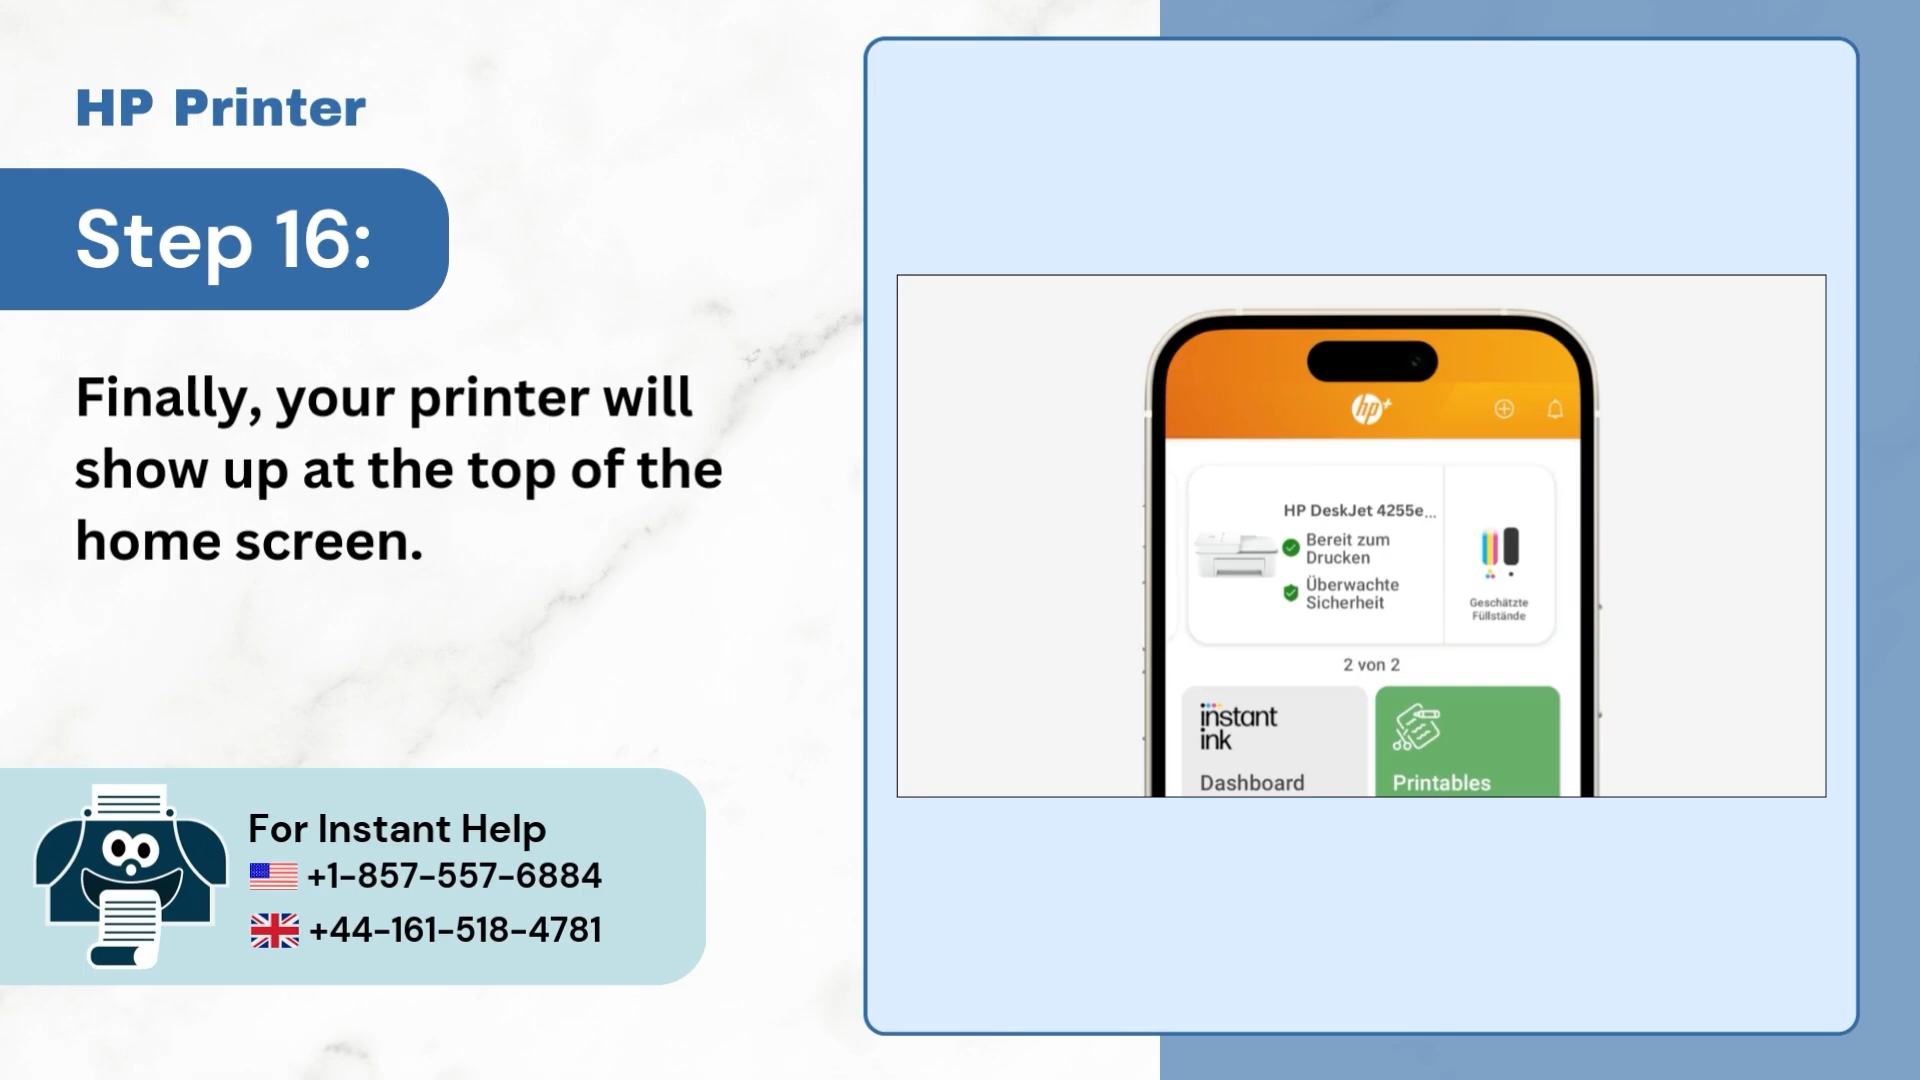 HP Printer
Step 16:
Finally, your printer will
show up at the top of the
home screen.
For Instant Help
+1-857-557-6884
+44-161-518-4781
hp+
HP DeskJet 4255e...
Bereit zum
Drucken
Überwachte
Sicherheit
Geschätzte
Füllstände
2 von 2
instant
ink
Dashboard
Printables